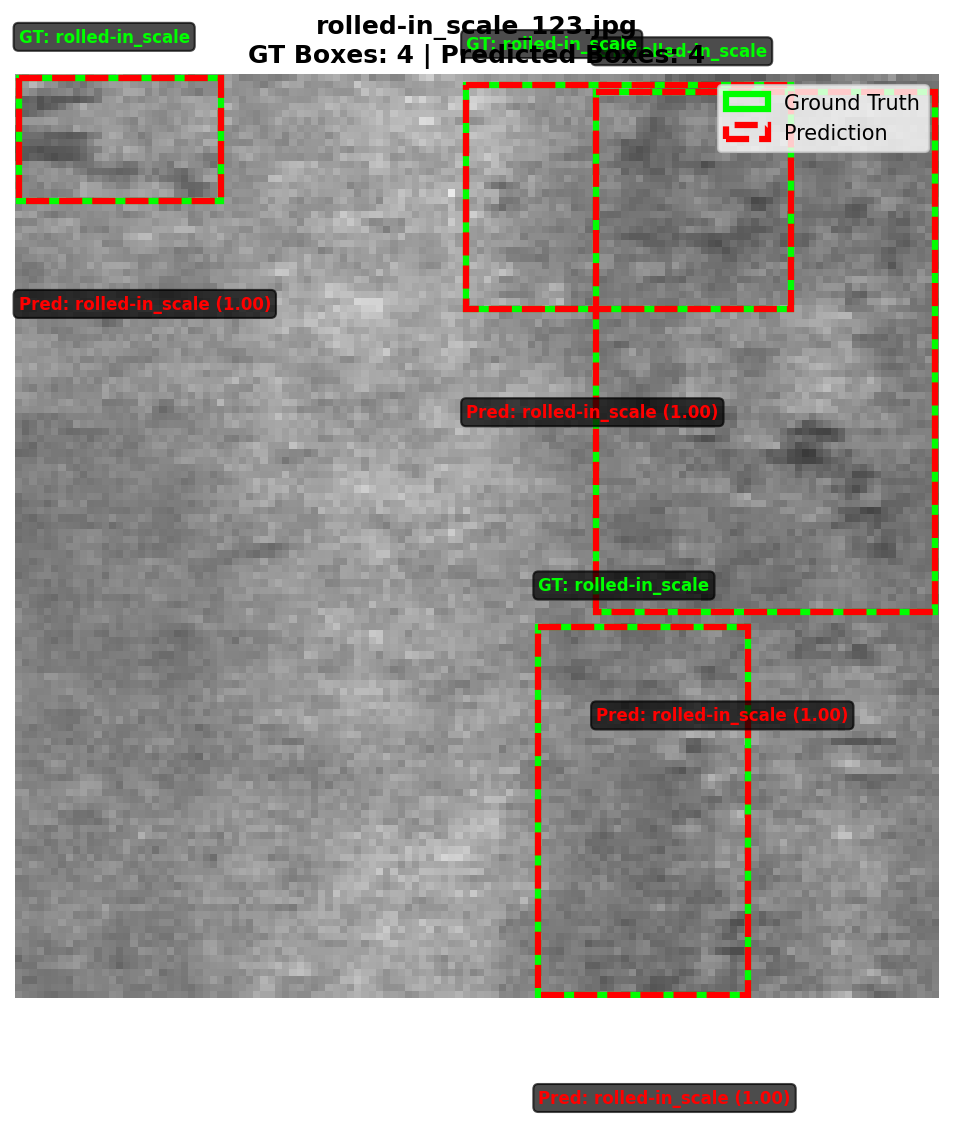 rolled-in_scale_123.jpg
GT Boxes: 4 | Predicted Boxes: 4
GT: rolled-in_scale
GT: rolled-in_scale
rolled-in_scale
Ground Truth
Prediction
Pred: rolled-in_scale (1.00)
Pred: rolled-in_scale (1.00)
GT: rolled-in_scale
Pred: rolled-in_scale (1.00)
Pred: rolled-in_scale (1.00)